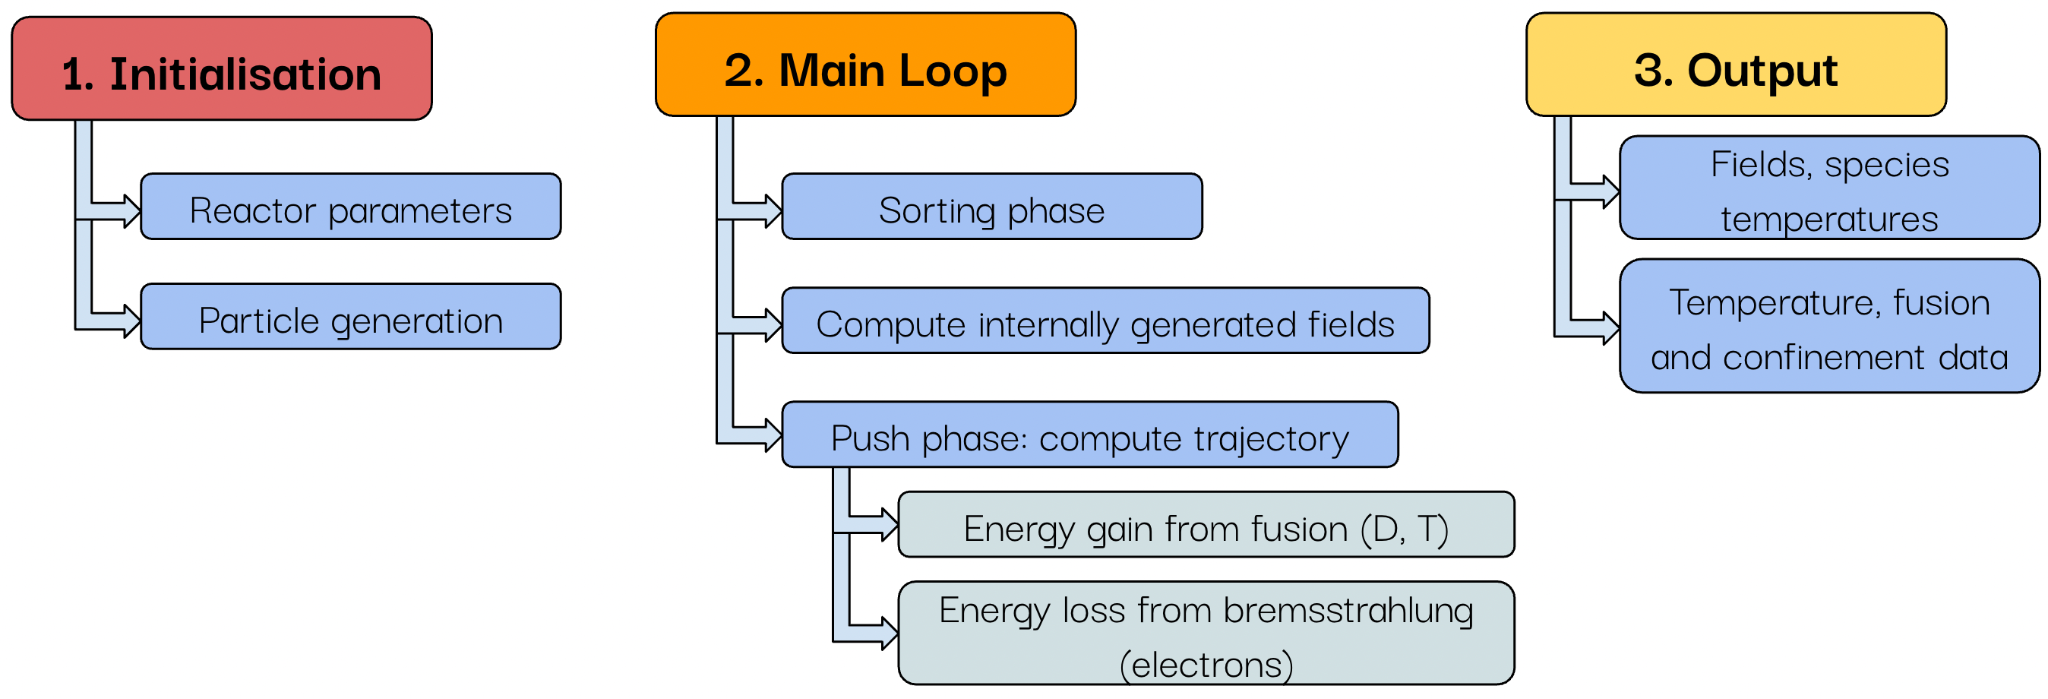 1. Initialisation
Reactor parameters
Particle generation
2. Main Loop
Sorting phase
Compute internally generated fields
Push phase: compute trajectory
Energy gain from fusion (D, T)
Energy loss from bremsstrahlung
(electrons)
3. Output
Fields, species
temperatures
Temperature, fusion
and confinement data